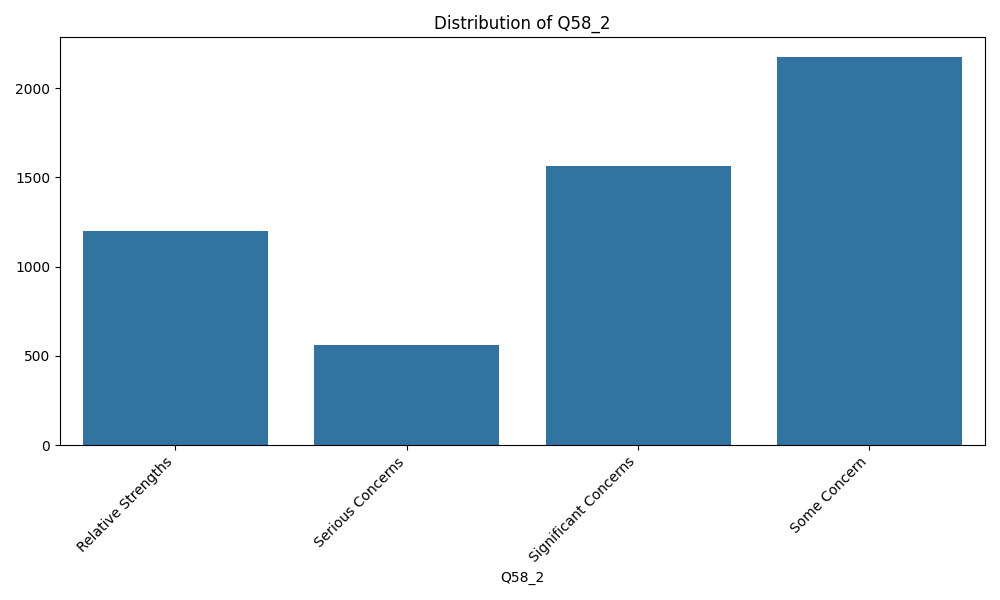 Distribution of Q58_2
2000
1500
1000
500
0
Relative Strengths
Serious Concerns
Significant Concerns
Some Concern
Q58_2